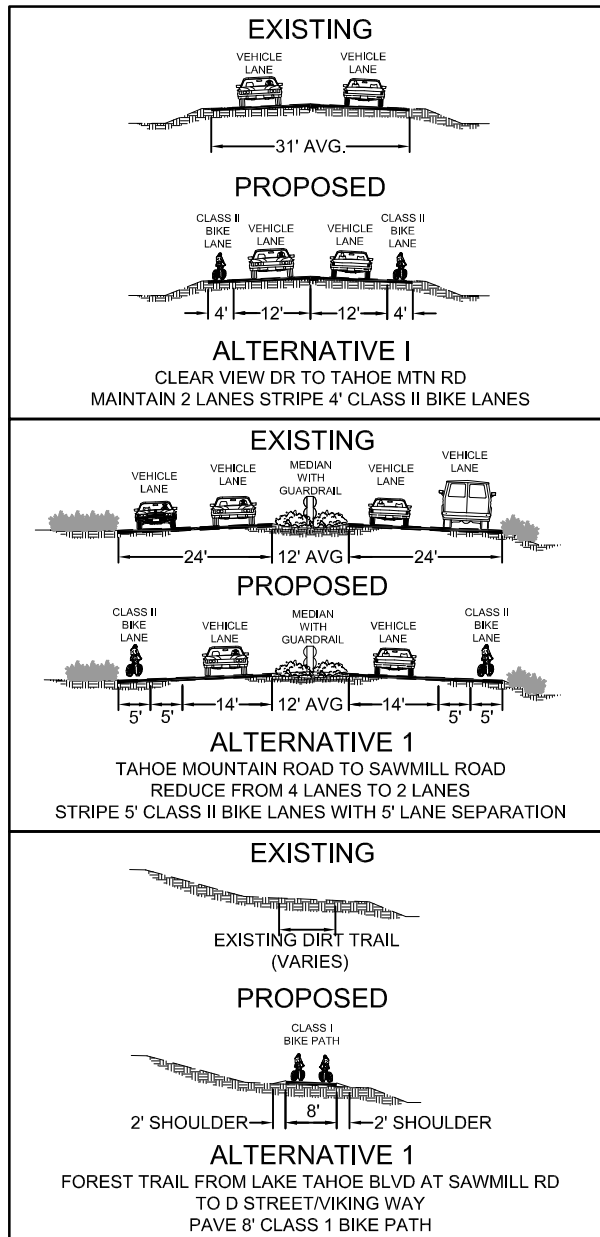 EXISTING
VEHICLE
LANE
VEHICLE
LANE
31' AVG.
PROPOSED
CLASS II
BIKE
LANE
VEHICLE
LANE
VEHICLE
LANE
CLASS II
BIKE
LANE
4' 12' 12' 4'
ALTERNATIVE I
CLEAR VIEW DR TO TAHOE MTN RD
MAINTAIN 2 LANES STRIPE 4' CLASS II BIKE LANES
EXISTING
VEHICLE
LANE
VEHICLE
LANE
MEDIAN
WITH
GUARDRAIL
VEHICLE
LANE
VEHICLE
LANE
24' 12' AVG 24'
PROPOSED
CLASS II
BIKE
LANE
VEHICLE
LANE
MEDIAN
WITH
GUARDRAIL
VEHICLE
LANE
CLASS II
BIKE
LANE
5' 5' 14' 12' AVG 14' 5' 5'
ALTERNATIVE 1
TAHOE MOUNTAIN ROAD TO SAWMILL ROAD
REDUCE FROM 4 LANES TO 2 LANES
STRIPE 5' CLASS II BIKE LANES WITH 5' LANE SEPARATION
EXISTING
EXISTING DIRT TRAIL
(VARIES)
PROPOSED
CLASS I
BIKE PATH
2' SHOULDER 8' 2' SHOULDER
ALTERNATIVE 1
FOREST TRAIL FROM LAKE TAHOE BLVD AT SAWMILL RD
TO D STREET/VIKING WAY
PAVE 8' CLASS 1 BIKE PATH